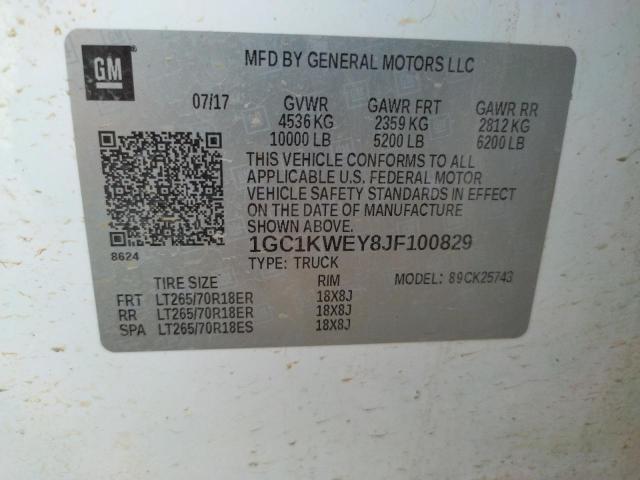 GM
MFD BY GENERAL MOTORS LLC
07/17 GVWR GAWR FRT GAWR RR
4536 KG 2359 KG 2812 KG
10000 LB 5200 LB 6200 LB
THIS VEHICLE CONFORMS TO ALL
APPLICABLE U.S. FEDERAL MOTOR
VEHICLE SAFETY STANDARDS IN EFFECT
ON THE DATE OF MANUFACTURE
SHOWN ABOVE.
8624
1GC1KWEY8JF100829
TYPE: TRUCK
TIRE SIZE RIM MODEL: 89CK25743
FRT LT265/70R18ER 18X8J
RR LT265/70R18ER 18X8J
SPA LT265/70R18ES 18X8J